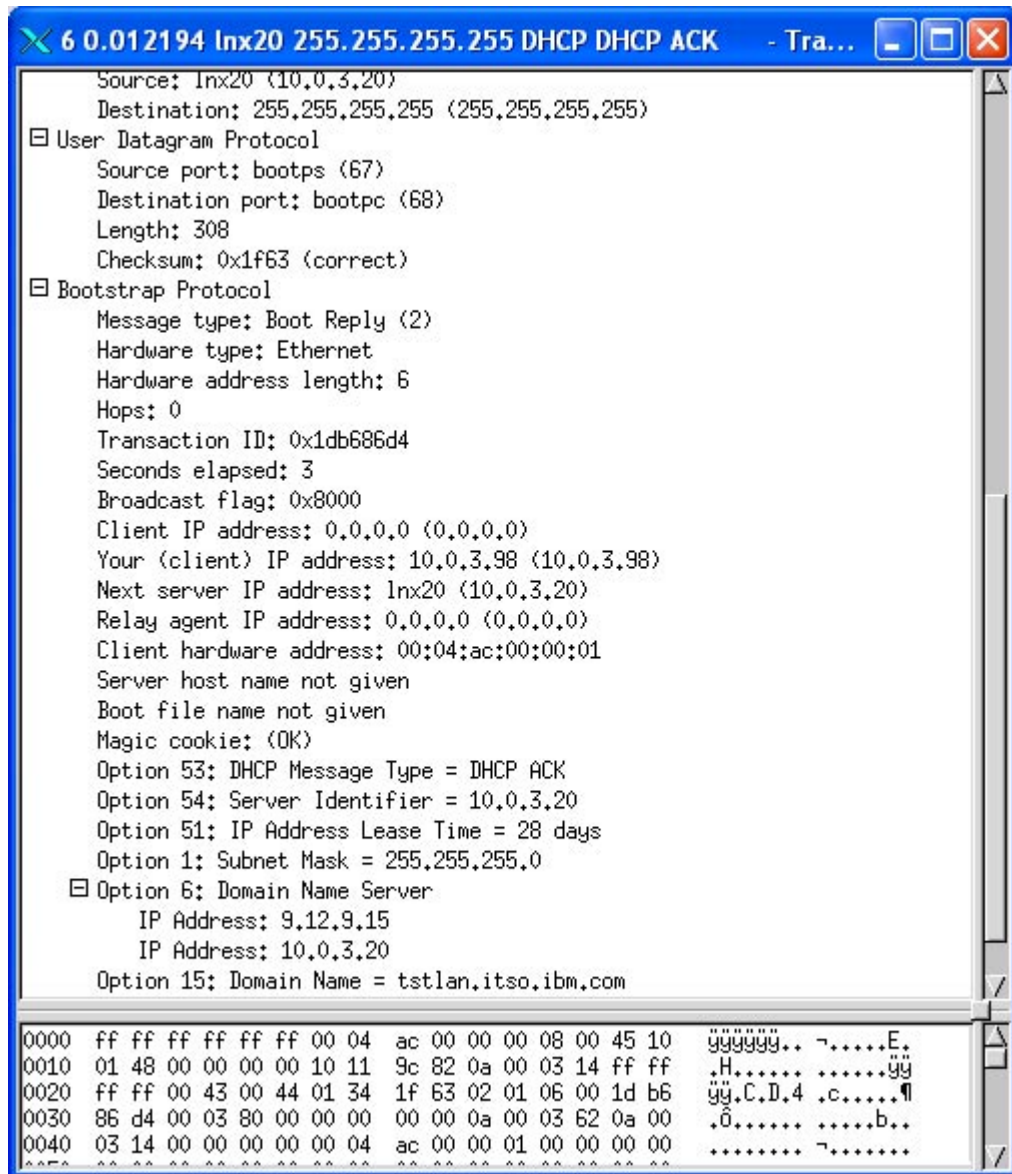 6 0.012194 lnx20 255.255.255.255 DHCP DHCP ACK - Tra...
Source: lnx20 (10.0.3.20)
Destination: 255.255.255.255 (255.255.255.255)
User Datagram Protocol
Source port: bootps (67)
Destination port: bootpc (68)
Length: 308
Checksum: 0x1f63 (correct)
Bootstrap Protocol
Message type: Boot Reply (2)
Hardware type: Ethernet
Hardware address length: 6
Hops: 0
Transaction ID: 0x1db686d4
Seconds elapsed: 3
Broadcast flag: 0x8000
Client IP address: 0.0.0.0 (0.0.0.0)
Your (client) IP address: 10.0.3.98 (10.0.3.98)
Next server IP address: lnx20 (10.0.3.20)
Relay agent IP address: 0.0.0.0 (0.0.0.0)
Client hardware address: 00:04:ac:00:00:01
Server host name not given
Boot file name not given
Magic cookie: (OK)
Option 53: DHCP Message Type = DHCP ACK
Option 54: Server Identifier = 10.0.3.20
Option 51: IP Address Lease Time = 28 days
Option 1: Subnet Mask = 255.255.255.0
Option 6: Domain Name Server
IP Address: 9.12.9.15
IP Address: 10.0.3.20
Option 15: Domain Name = tstlan.itso.ibm.com
0000 ff ff ff ff ff ff 00 04 ac 00 00 00 08 00 45 10 ÿÿÿÿÿÿ.. ¬.....E.
0010 01 48 00 00 00 00 10 11 9c 82 0a 00 03 14 ff ff .H...... ......ÿÿ
0020 ff ff 00 43 00 44 01 34 1f 63 02 01 06 00 1d b6 ÿÿ.C.D.4 .c.....¶
0030 86 d4 00 03 80 00 00 00 00 00 0a 00 03 62 0a 00 .Ô...... .....b..
0040 03 14 00 00 00 00 00 04 ac 00 00 01 00 00 00 00 ........ ¬.......